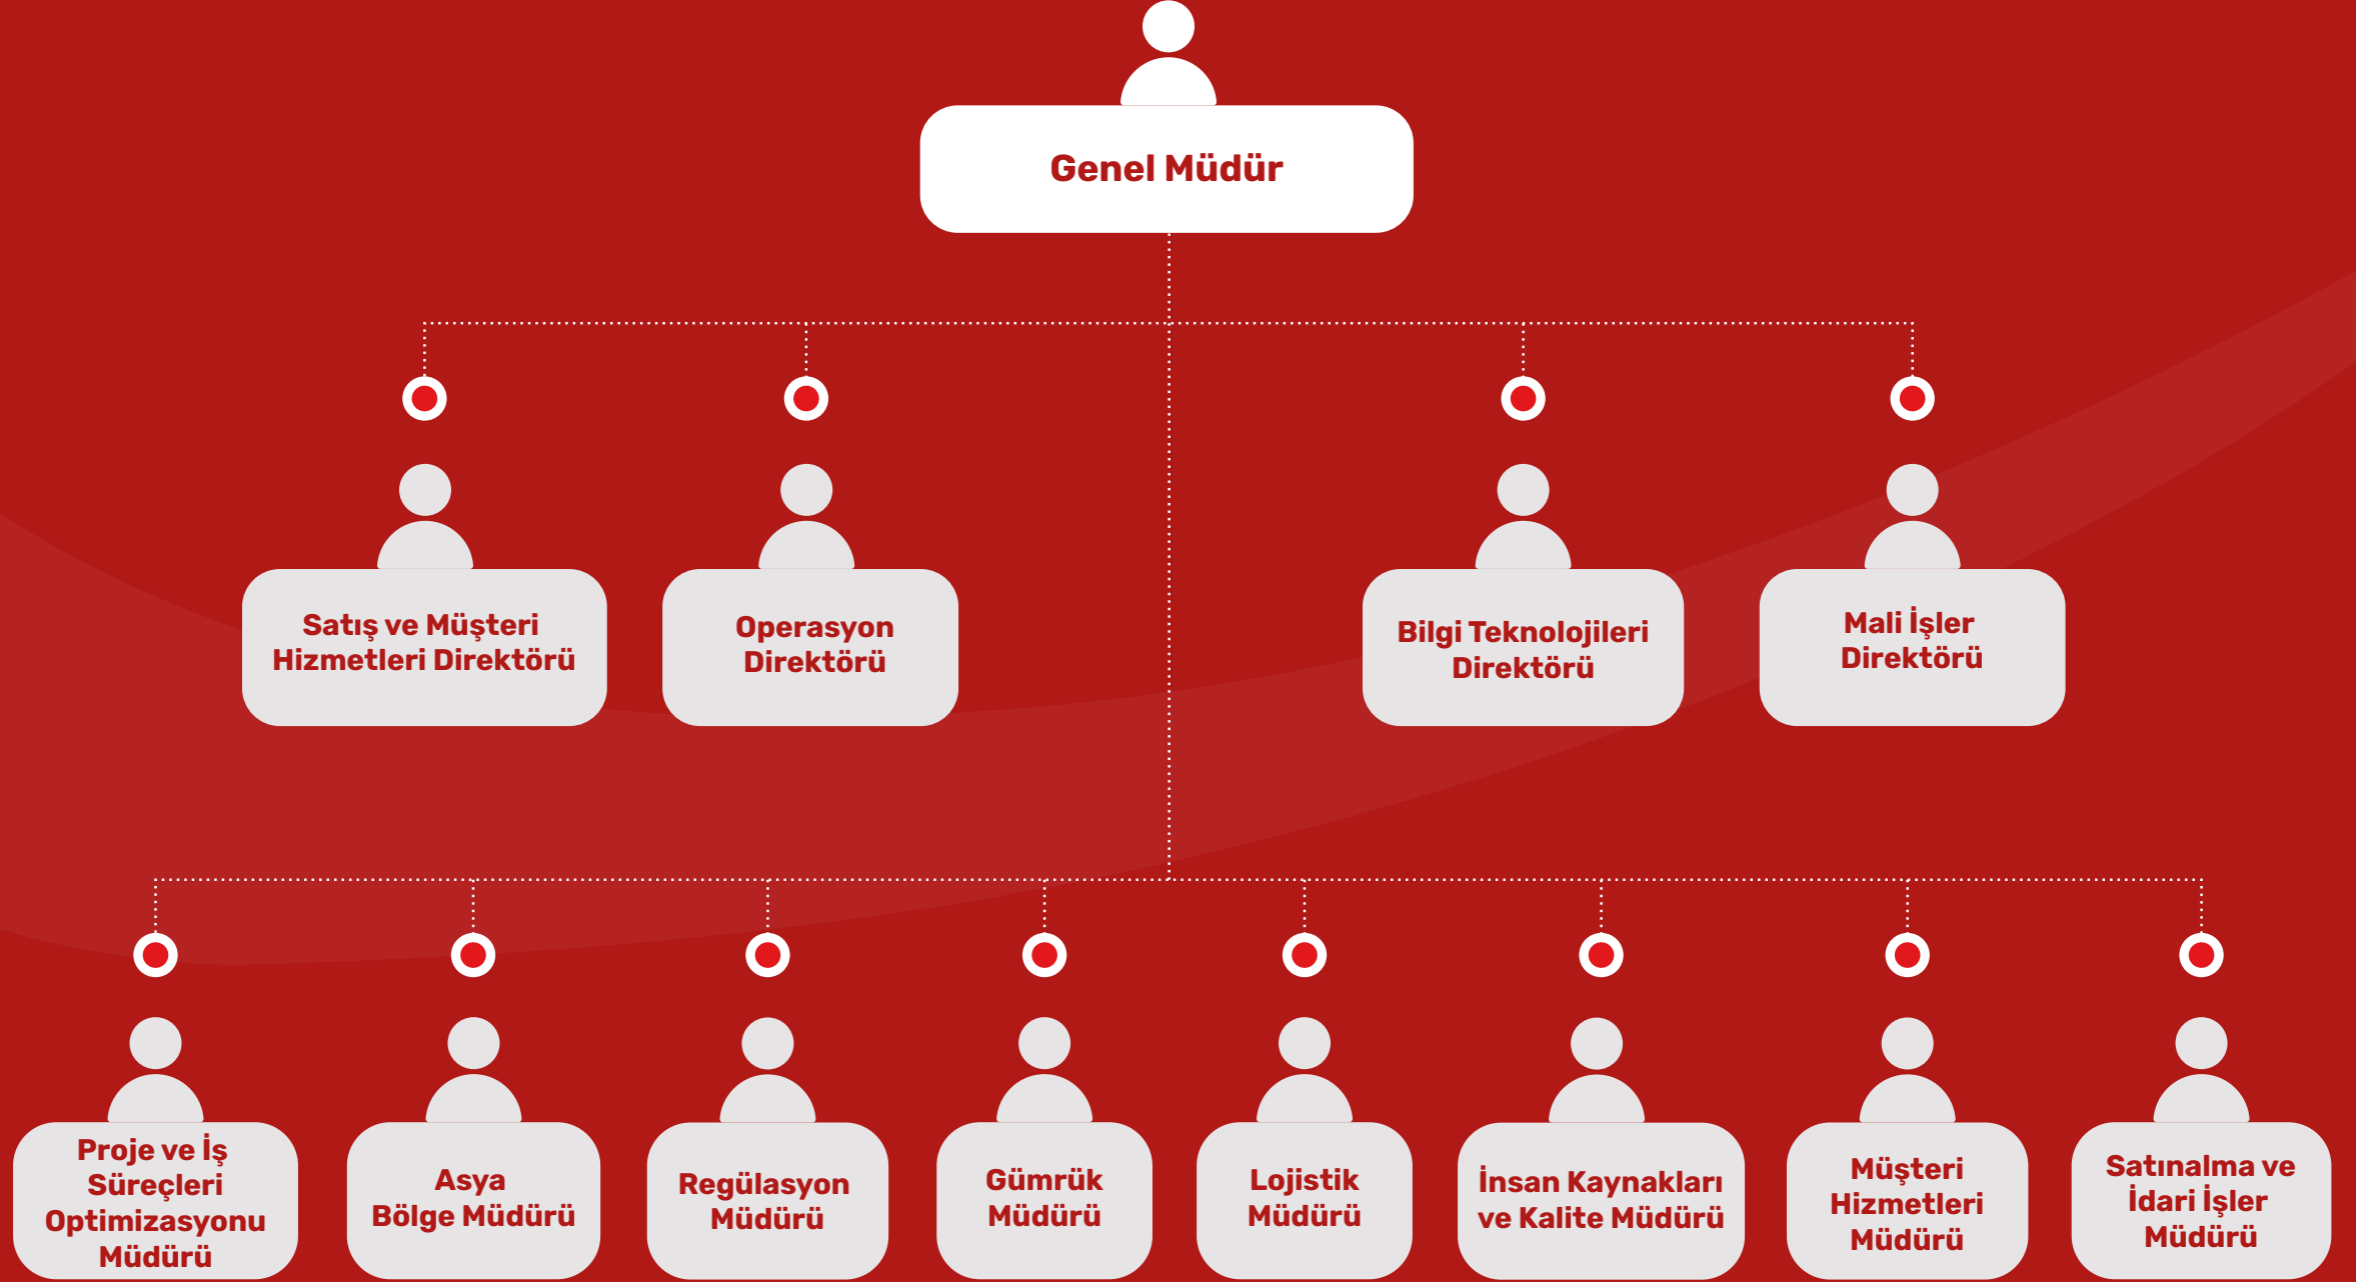 Genel Müdür
Satış ve Müşteri
Hizmetleri Direktörü
Operasyon
Direktörü
Bilgi Teknolojileri
Direktörü
Mali İşler
Direktörü
Proje ve İş
Süreçleri
Optimizasyonu
Müdürü
Asya
Bölge Müdürü
Regülasyon
Müdürü
Gümrük
Müdürü
Lojistik
Müdürü
İnsan Kaynakları
ve Kalite Müdürü
Müşteri
Hizmetleri
Müdürü
Satınalma ve
İdari İşler
Müdürü